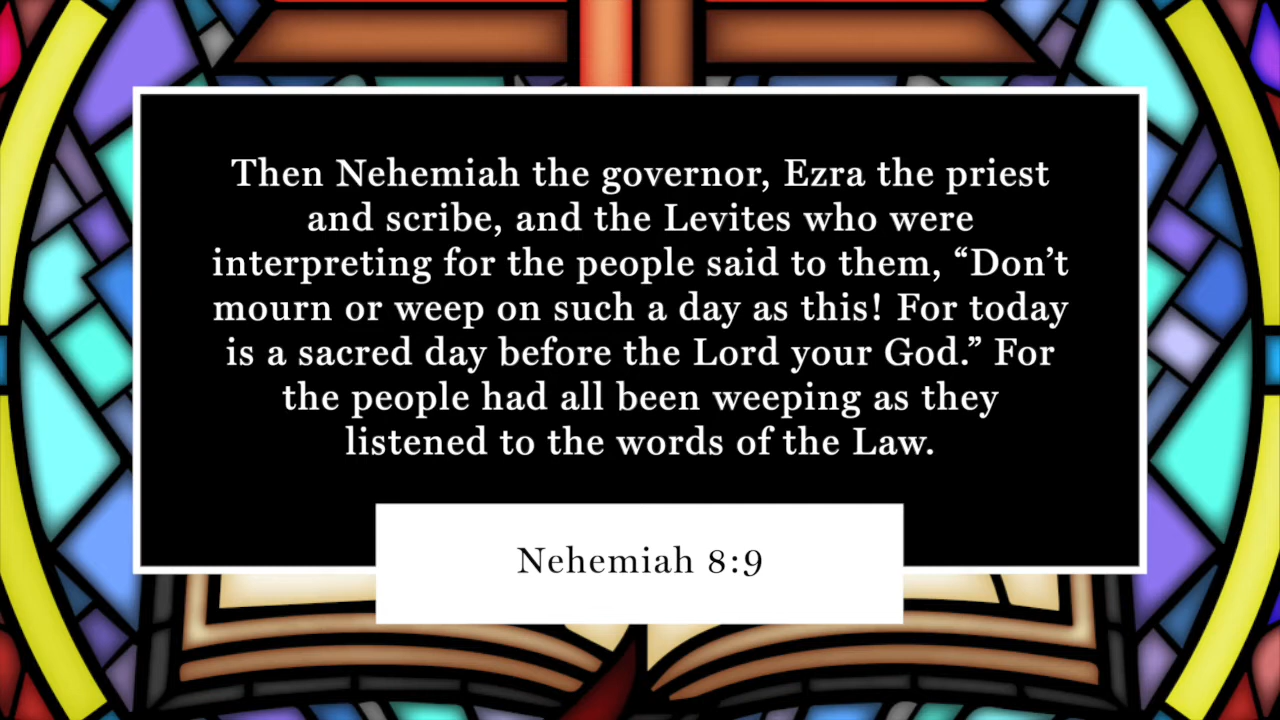 Then Nehemiah the governor, Ezra the priest
and scribe, and the Levites who were
interpreting for the people said to them, “Don’t
mourn or weep on such a day as this! For today
is a sacred day before the Lord your God.” For
the people had all been weeping as they
listened to the words of the Law.
Nehemiah 8:9